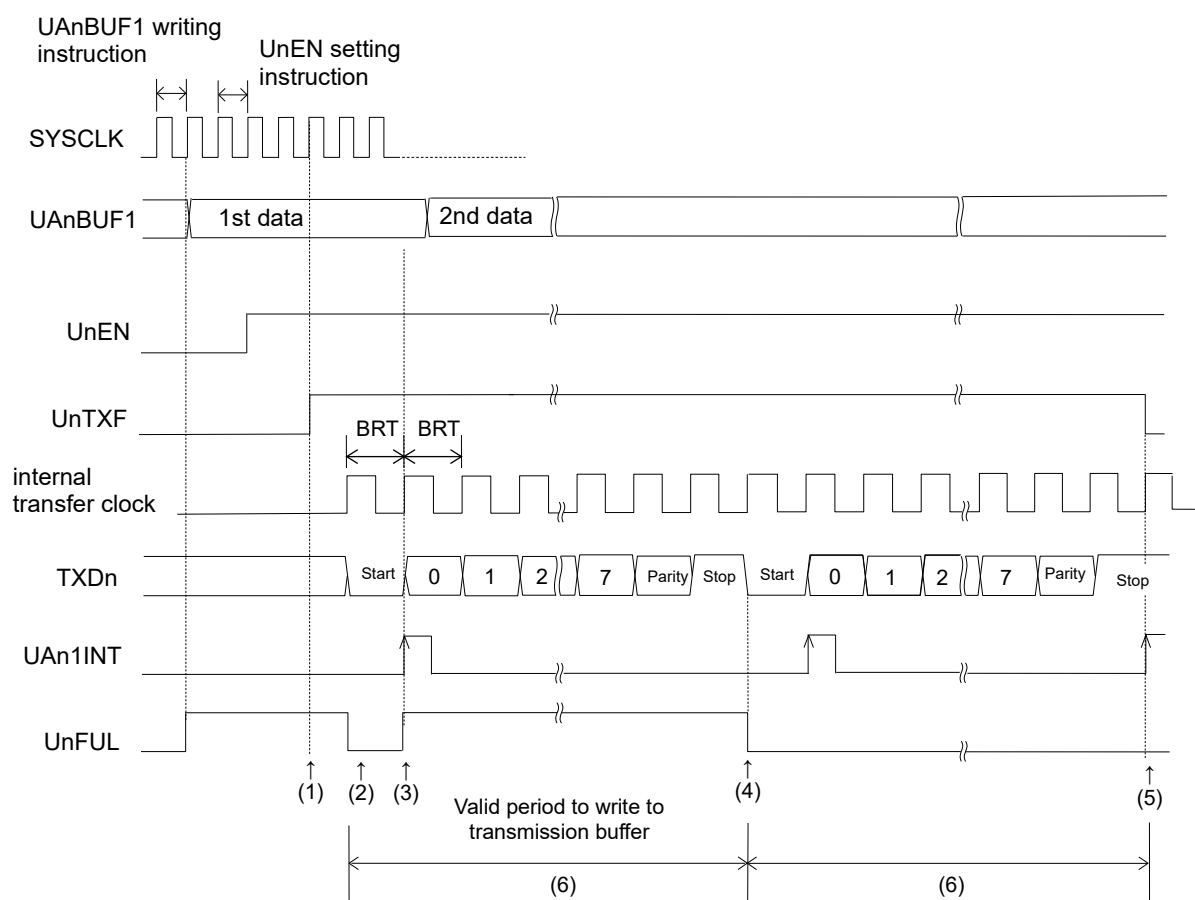 UAnBUF1 writing
instruction
UnEN setting
instruction
SYSCLK
UAnBUF1
1st data
2nd data
UnEN
UnTXF
BRT
BRT
internal
transfer clock
TXDn
Start
0
1
2
7
Parity
Stop
Start
0
1
2
7
Parity
Stop
UAn1INT
UnFUL
(1)
(2)
(3)
(4)
(5)
Valid period to write to
transmission buffer
(6)
(6)